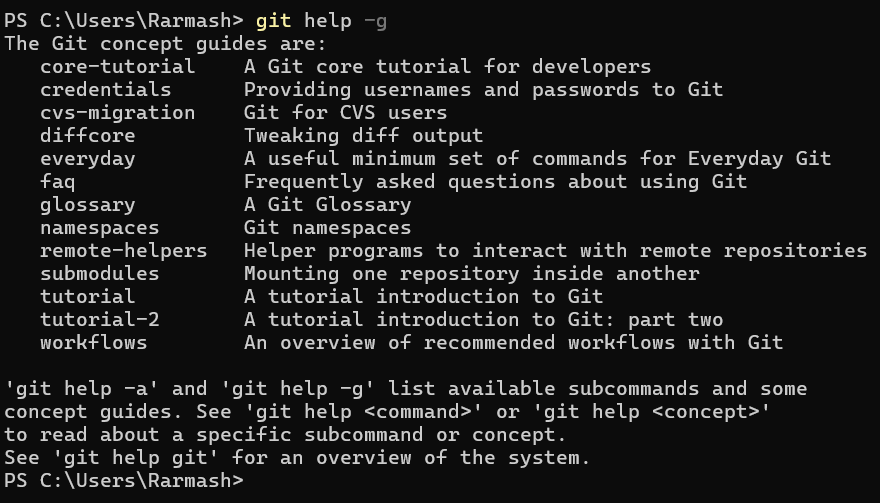 PS C:\Users\Rarmash> git help -g
The Git concept guides are:
   core-tutorial    A Git core tutorial for developers
   credentials      Providing usernames and passwords to Git
   cvs-migration    Git for CVS users
   diffcore         Tweaking diff output
   everyday         A useful minimum set of commands for Everyday Git
   faq              Frequently asked questions about using Git
   glossary         A Git Glossary
   namespaces       Git namespaces
   remote-helpers   Helper programs to interact with remote repositories
   submodules       Mounting one repository inside another
   tutorial         A tutorial introduction to Git
   tutorial-2       A tutorial introduction to Git: part two
   workflows        An overview of recommended workflows with Git

'git help -a' and 'git help -g' list available subcommands and some
concept guides. See 'git help <command>' or 'git help <concept>'
to read about a specific subcommand or concept.
See 'git help git' for an overview of the system.
PS C:\Users\Rarmash>